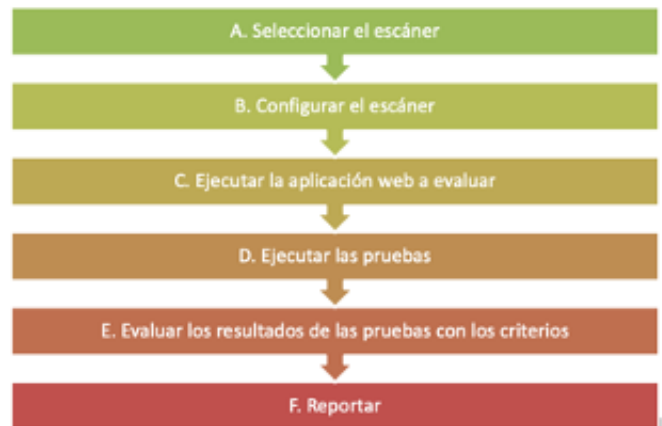 A. Seleccionar el escáner
B. Configurar el escáner
C. Ejecutar la aplicación web a evaluar
D. Ejecutar las pruebas
E. Evaluar los resultados de las pruebas con los criterios
F. Reportar